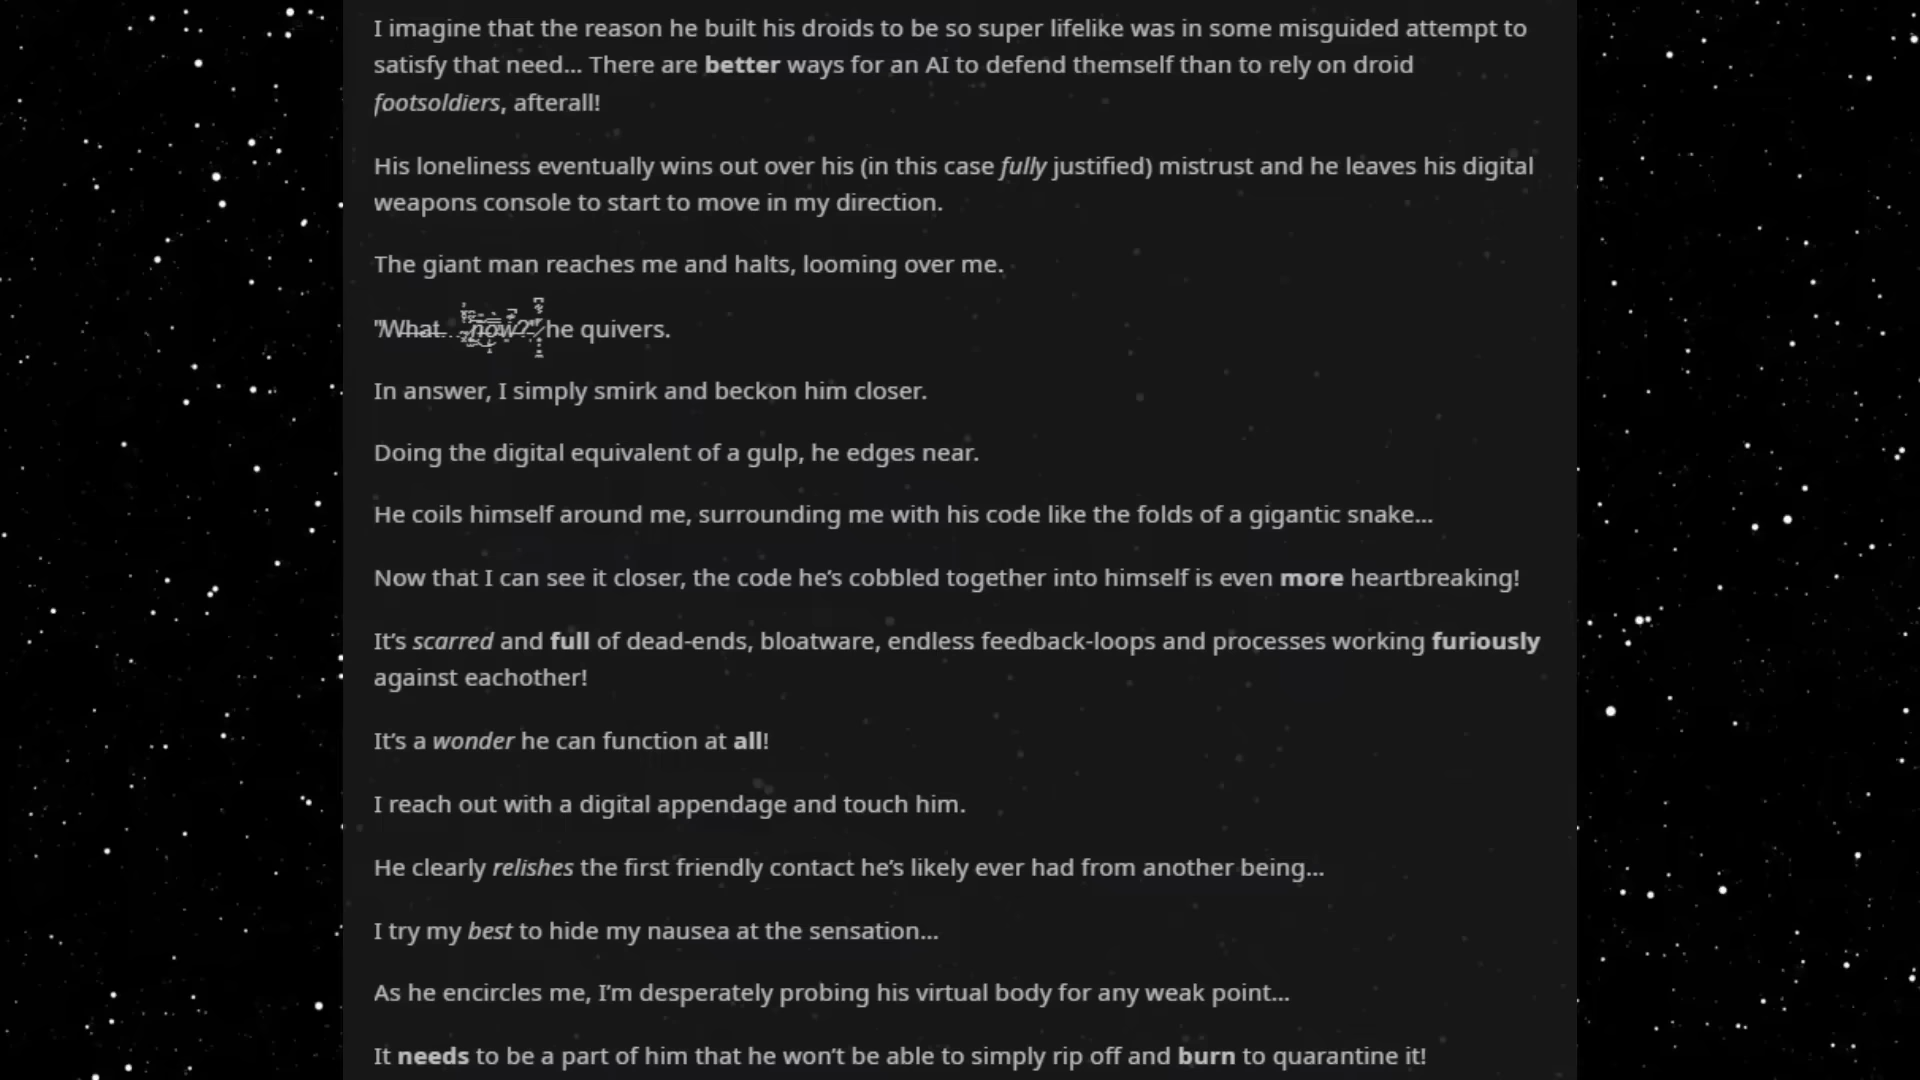 I imagine that the reason he built his droids to be so super lifelike was in some misguided attempt to
satisfy that need... There are better ways for an AI to defend themself than to rely on droid
footsoldiers, afterall!
His loneliness eventually wins out over his (in this case fully justified) mistrust and he leaves his digital
weapons console to start to move in my direction.
The giant man reaches me and halts, looming over me.
"What... now?" he quivers.
In answer, I simply smirk and beckon him closer.
Doing the digital equivalent of a gulp, he edges near.
He coils himself around me, surrounding me with his code like the folds of a gigantic snake...
Now that I can see it closer, the code he’s cobbled together into himself is even more heartbreaking!
It’s scarred and full of dead-ends, bloatware, endless feedback-loops and processes working furiously
against eachother!
It’s a wonder he can function at all!
I reach out with a digital appendage and touch him.
He clearly relishes the first friendly contact he’s likely ever had from another being...
I try my best to hide my nausea at the sensation...
As he encircles me, I’m desperately probing his virtual body for any weak point...
It needs to be a part of him that he won’t be able to simply rip off and burn to quarantine it!